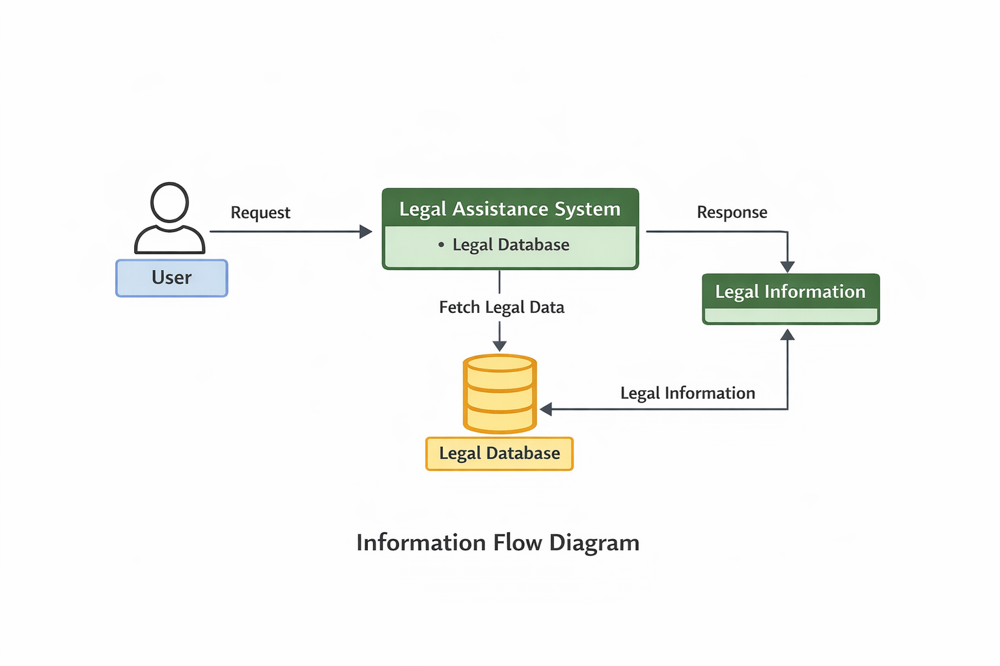 Request
Legal Assistance System
• Legal Database
Response
User
Fetch Legal Data
Legal Information
Legal Information
Legal Database
Information Flow Diagram